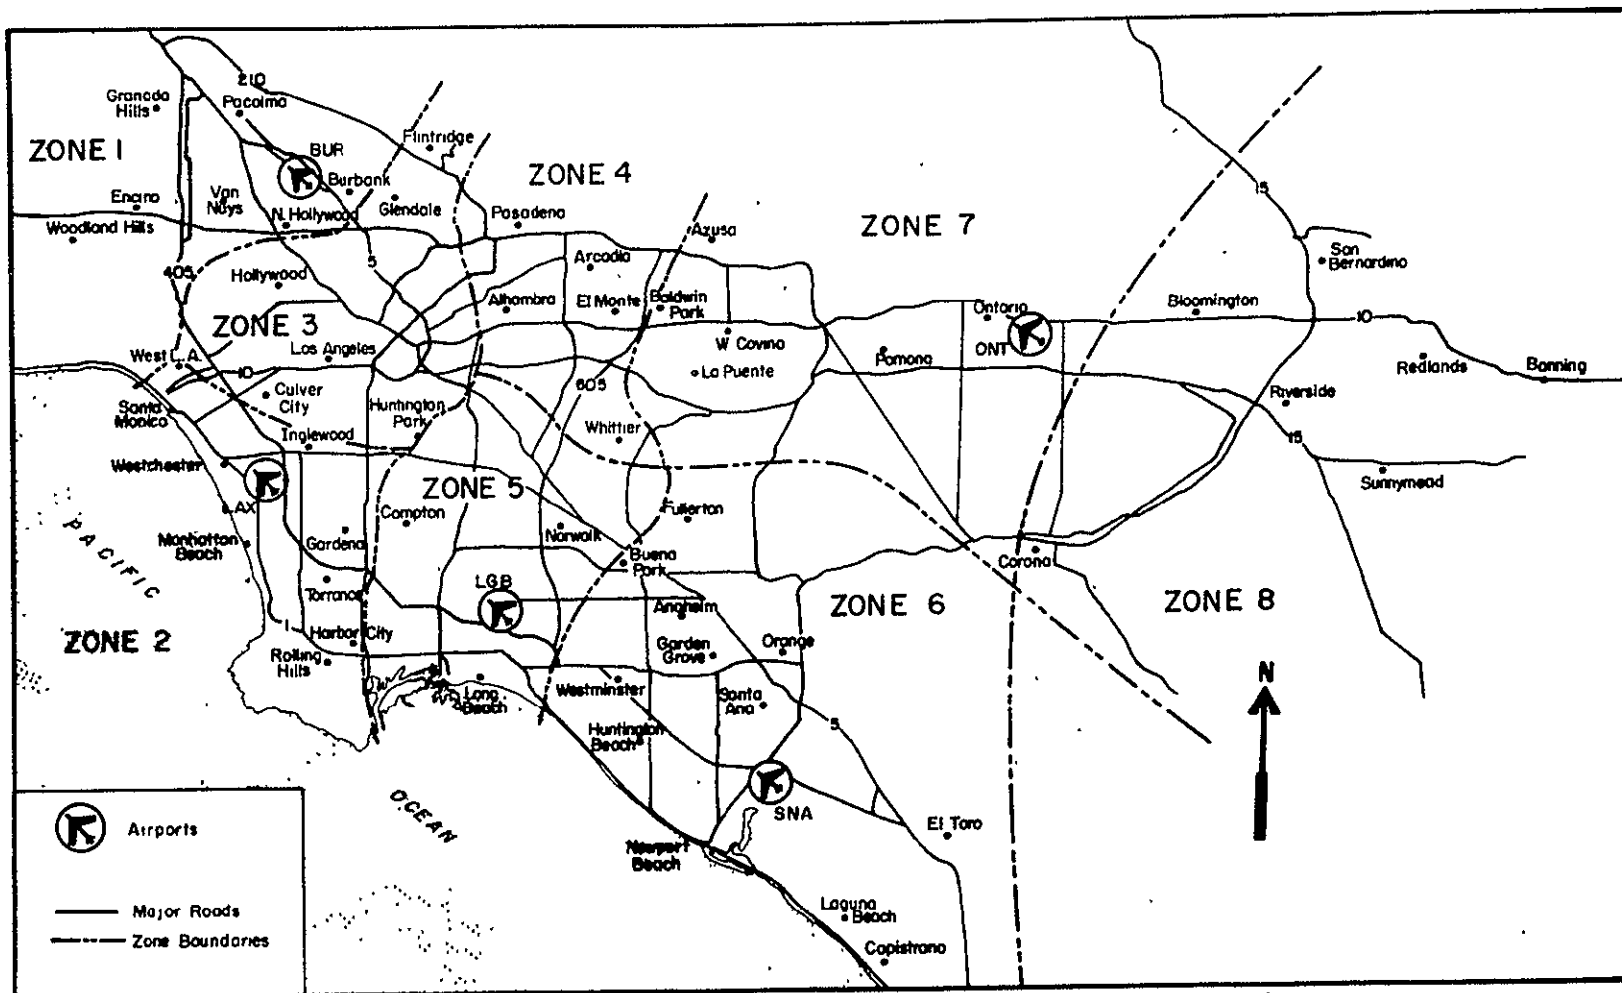 210
Granada
Hills
Pacoima
ZONE 1
BUR
Flintridge
ZONE 4
Burbank
Encino
Van
Nuys
Glendale
N. Hollywood
Pasadena
Woodland Hills
Azusa
ZONE 7
15
San
Bernardino
405
Hollywood
5
Arcadia
Alhambra
El Monte
Baldwin
Park
Ontario
Bloomington
ZONE 3
West L.A.
Los Angeles
10
W Covina
Pomona
ONT
10
Redlands
Banning
La Puente
605
Culver
City
Santa
Monica
Huntington
Park
Riverside
Inglewood
Whittier
15
Westchester
Sunnymead
ZONE 5
LAX
Compton
Fullerton
PACIFIC
Manhattan
Beach
Gardena
Norwalk
Buena
Park
Corona
LGB
Torrance
Anaheim
ZONE 6
ZONE 8
1
ZONE 2
Harbor City
Rolling
Hills
Garden
Grove
Orange
N
Long
Beach
Westminster
Santa
Ana
5
Huntington
Beach
OCEAN
SNA
El Toro
Airports
Newport
Beach
Major Roads
Laguna
Beach
Zone Boundaries
Capistrano